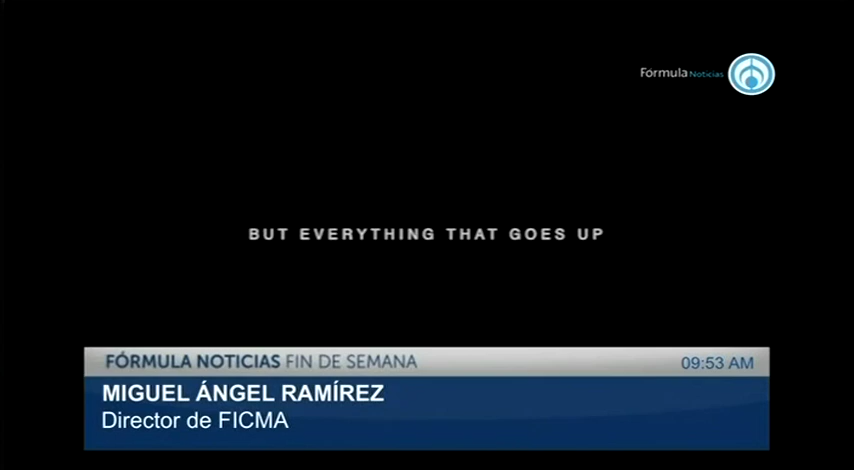 Fórmula Noticias
BUT EVERYTHING THAT GOES UP
FÓRMULA NOTICIAS FIN DE SEMANA 09:53 AM
MIGUEL ÁNGEL RAMÍREZ
Director de FICMA